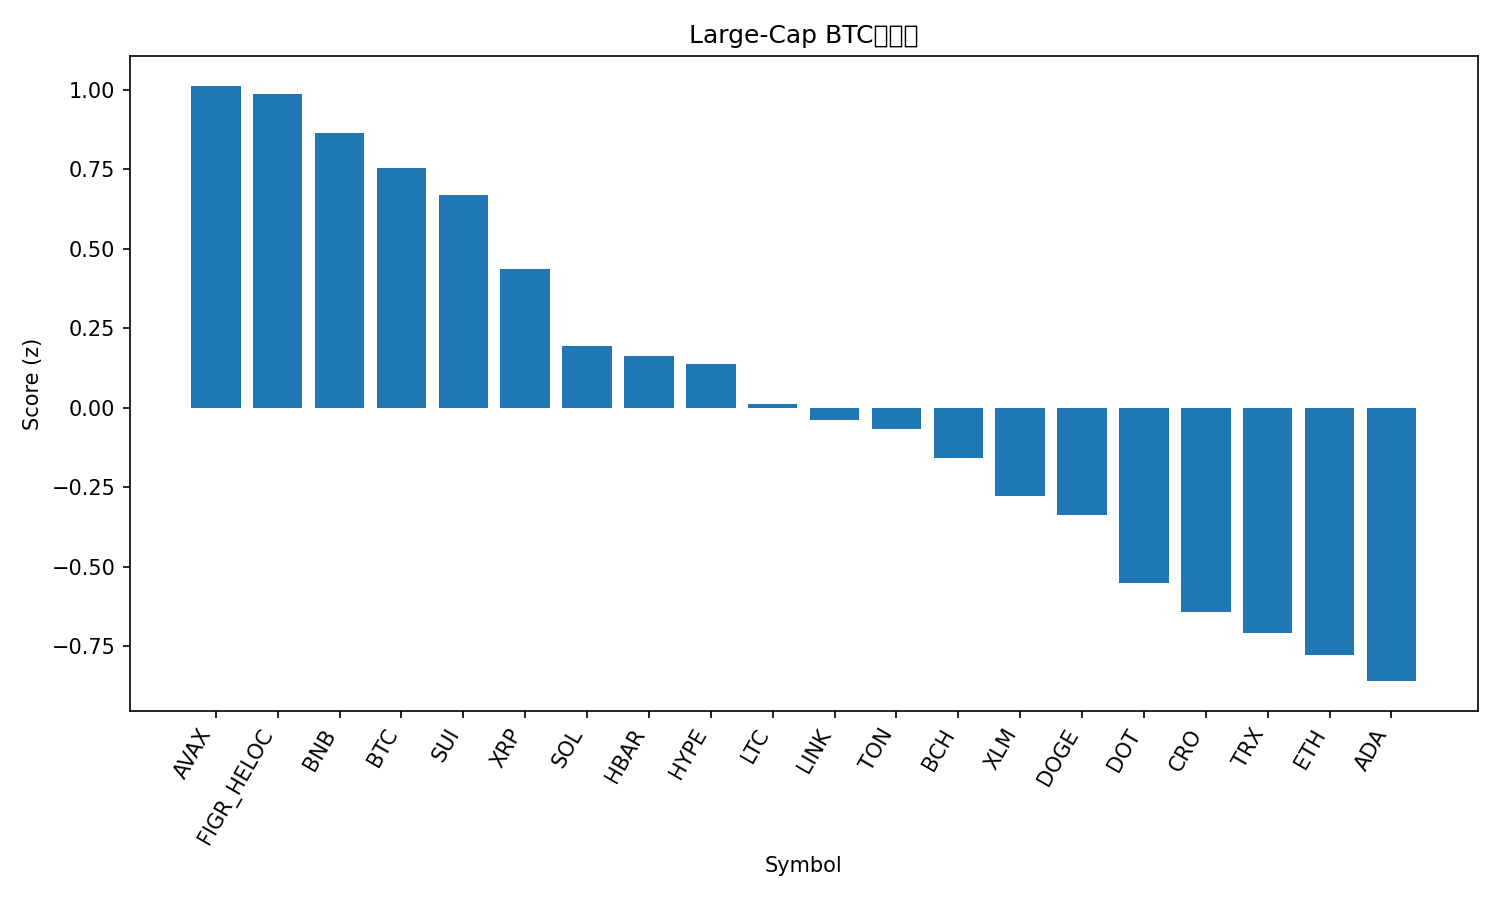 Large-Cap BTC
1.00
0.75
0.50
0.25
0.00
−0.25
−0.50
−0.75
Score (z)
AVAX
FIGR_HELOC
BNB
BTC
SUI
XRP
SOL
HBAR
HYPE
LTC
LINK
TON
BCH
XLM
DOGE
DOT
CRO
TRX
ETH
ADA
Symbol